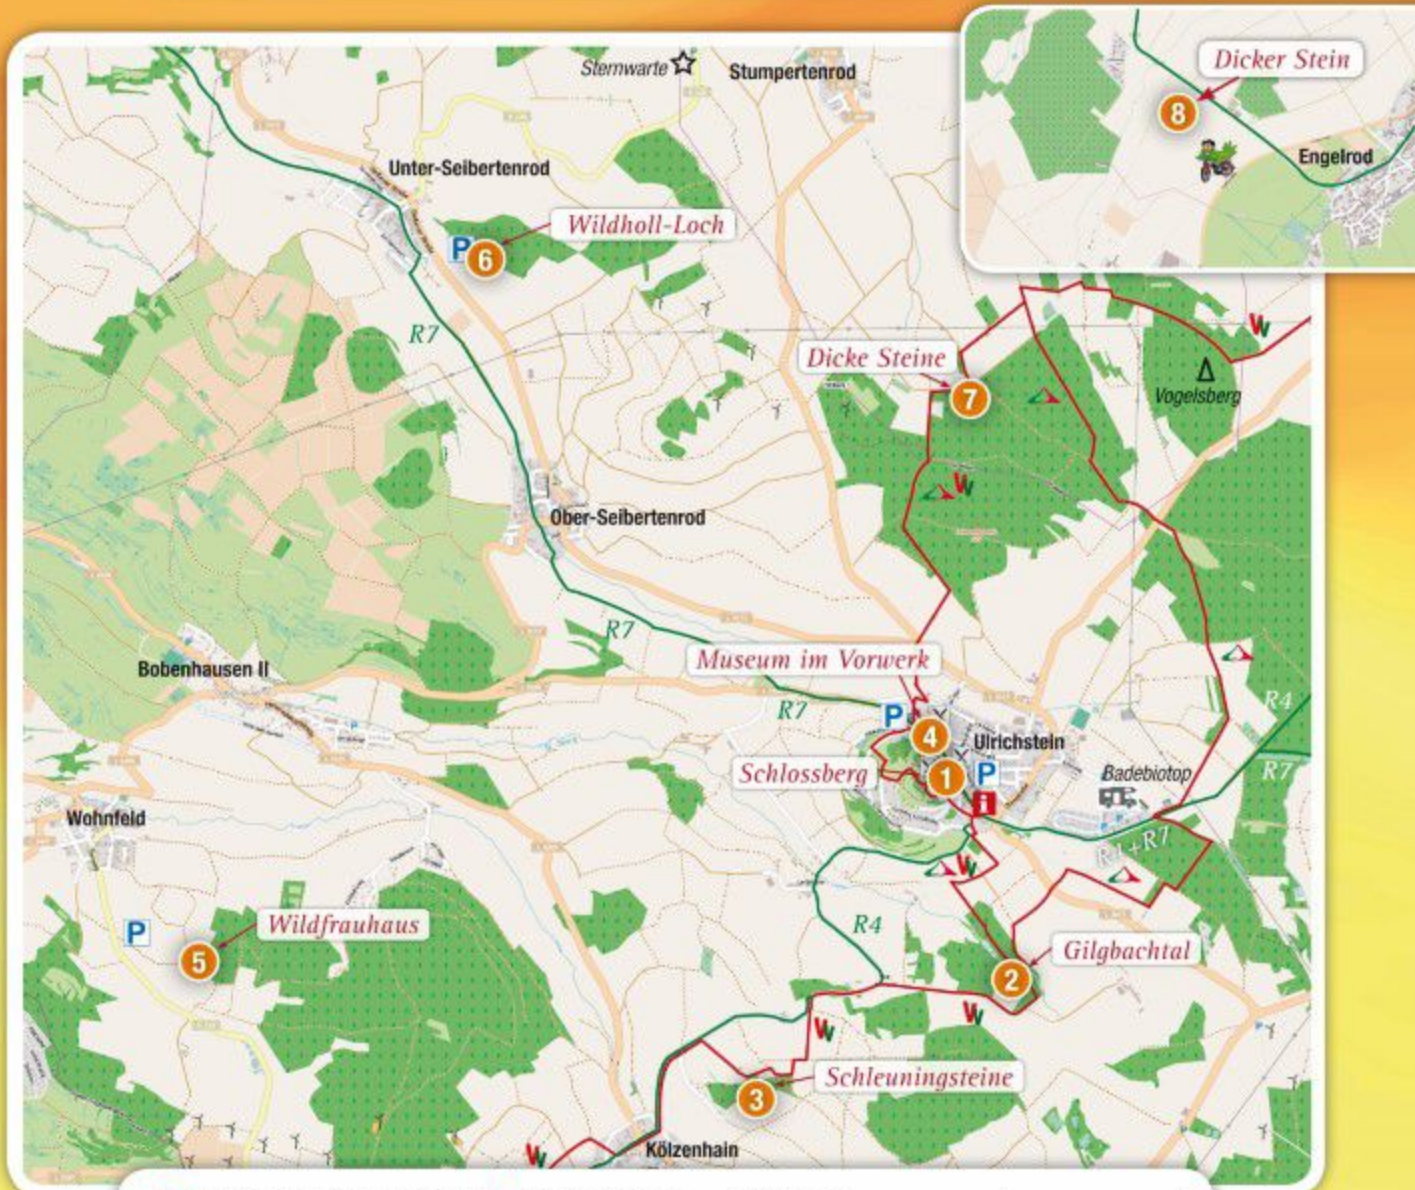 Sternwarte
Stumpertenrod
Dicker Stein
8
Engelrod
Unter-Seibertenrod
Wildholl-Loch
P
6
R7
Dicke Steine
7
Vogelsberg
Ober-Seibertenrod
R7
Museum im Vorwerk
Bobenhausen II
R7
P
4
Ulrichstein
R4
R7
Schlossberg
1
P
i
Badebiotop
Wohnfeld
R1+R7
Wildfrauhaus
P
5
R4
Gilgbachtal
2
Schleuningsteine
3
Kölzenhain